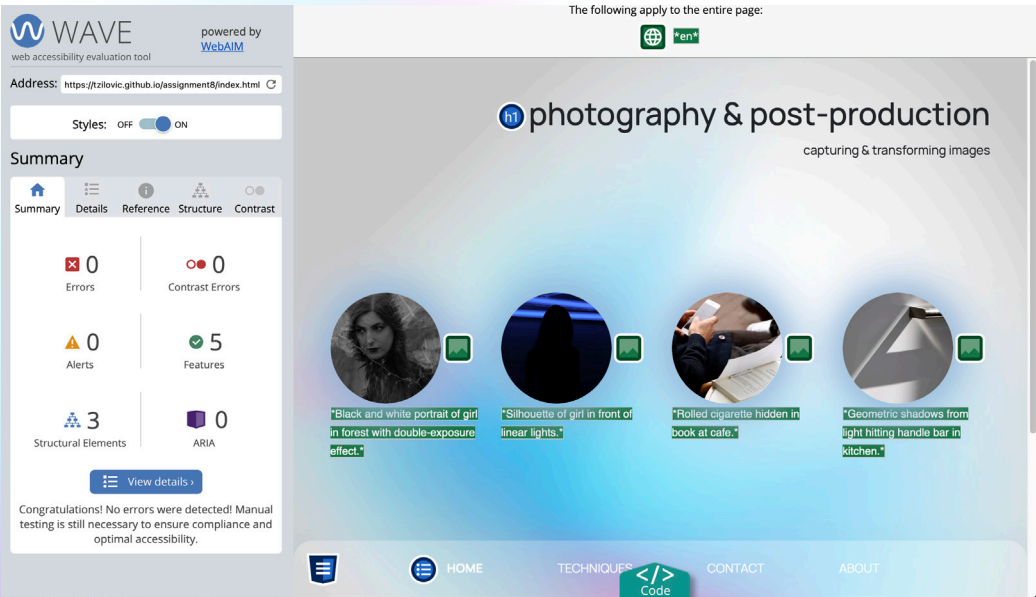 WAVE
web accessibility evaluation tool
powered by
WebAIM
Address: https://tzilovic.github.io/assignment8/index.html
Styles: OFF ON
Summary
Summary Details Reference Structure Contrast
0
Errors
0
Contrast Errors
0
Alerts
5
Features
3
Structural Elements
0
ARIA
View details ›
Congratulations! No errors were detected! Manual
testing is still necessary to ensure compliance and
optimal accessibility.
The following apply to the entire page:
*en*
h1 photography & post-production
capturing & transforming images
*Black and white portrait of girl
in forest with double-exposure
effect.*
*Silhouette of girl in front of
linear lights.*
*Rolled cigarette hidden in
book at cafe.*
*Geometric shadows from
light hitting handle bar in
kitchen.*
HOME TECHNIQUES CONTACT ABOUT
</>
Code